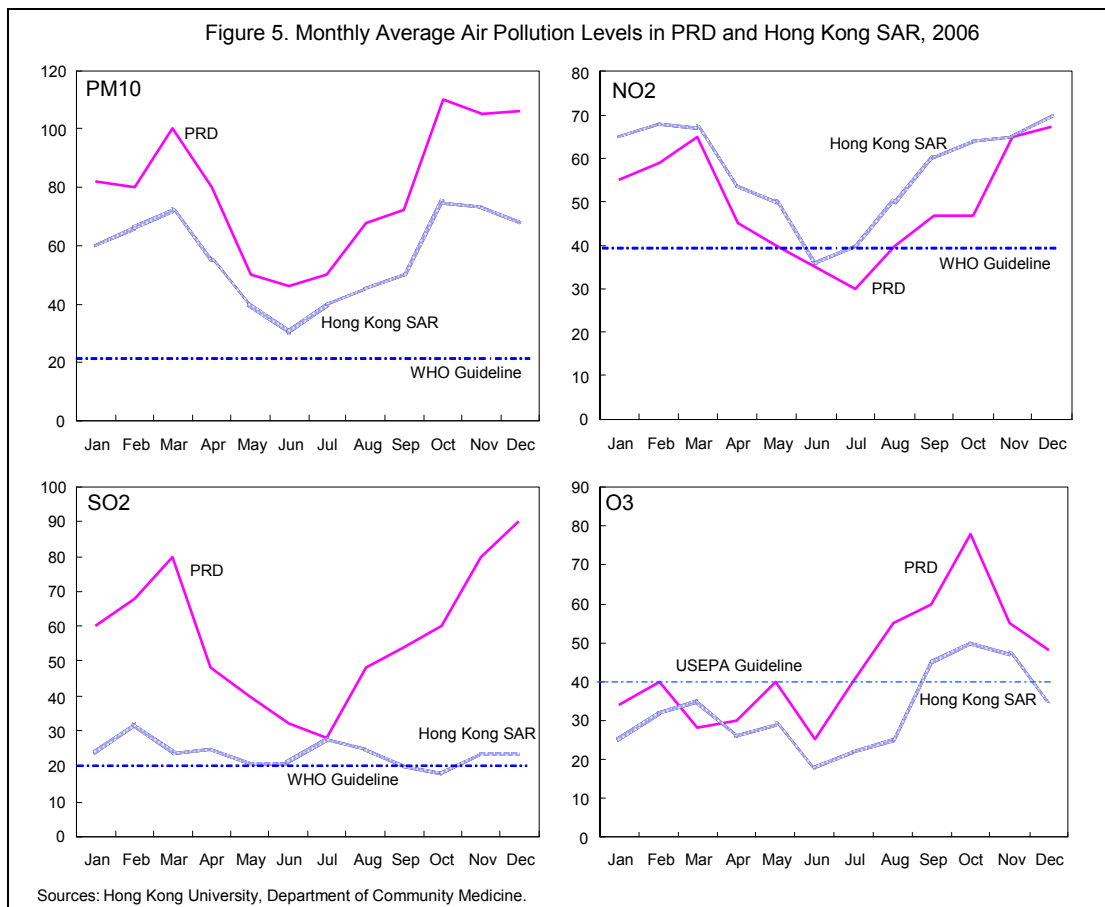 Figure 5. Monthly Average Air Pollution Levels in PRD and Hong Kong SAR, 2006
PM10
120
100
80
60
40
20
0
PRD
Hong Kong SAR
WHO Guideline
Jan Feb Mar Apr May Jun Jul Aug Sep Oct Nov Dec
NO2
80
70
60
50
40
30
20
10
0
Hong Kong SAR
WHO Guideline
PRD
Jan Feb Mar Apr May Jun Jul Aug Sep Oct Nov Dec
SO2
100
90
80
70
60
50
40
30
20
10
0
PRD
Hong Kong SAR
WHO Guideline
Jan Feb Mar Apr May Jun Jul Aug Sep Oct Nov Dec
O3
90
80
70
60
50
40
30
20
10
0
PRD
USEPA Guideline
Hong Kong SAR
Jan Feb Mar Apr May Jun Jul Aug Sep Oct Nov Dec
Sources: Hong Kong University, Department of Community Medicine.